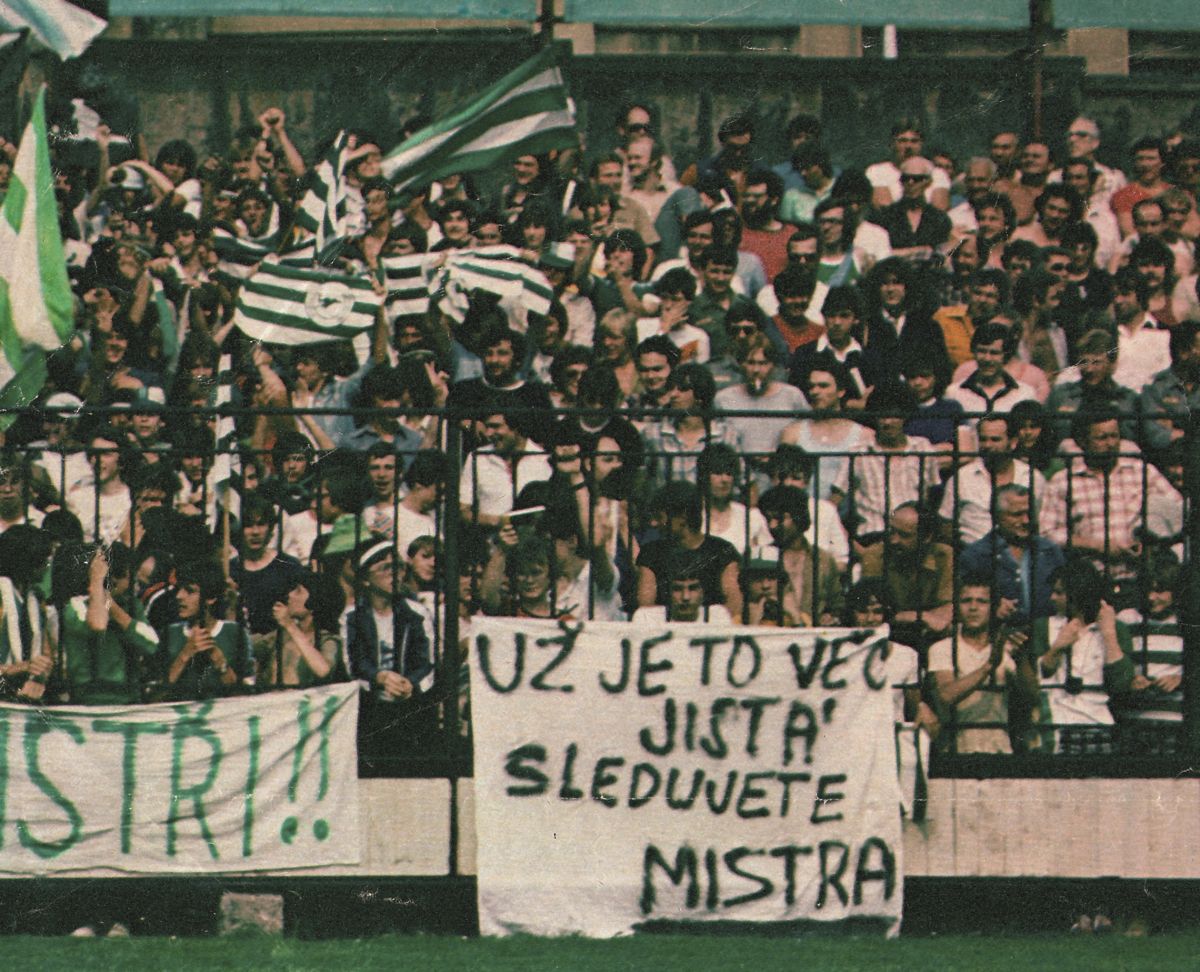 ISTŘI!!
UŽ JE TO VĚC
JISTÁ
SLEDUJETE
MISTRA